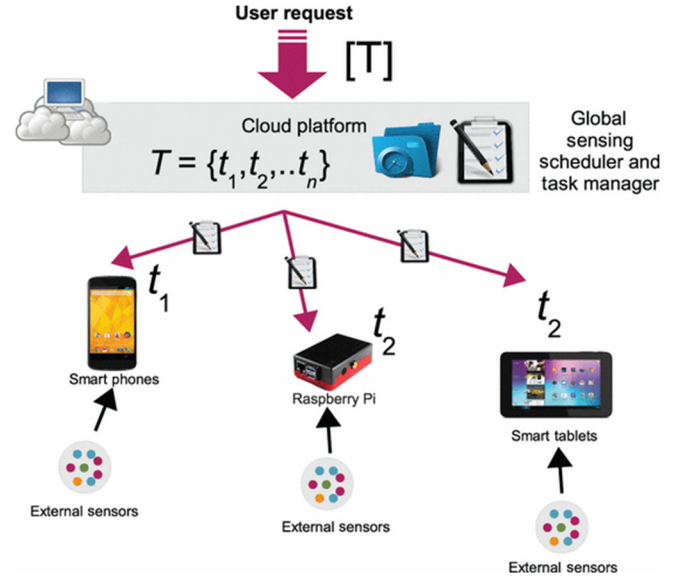 User request
[T]
Cloud platform
T = {t1,t2,..tn}
Global
sensing
scheduler and
task manager
t1
t2
t2
Smart phones
Raspberry Pi
Smart tablets
External sensors
External sensors
External sensors